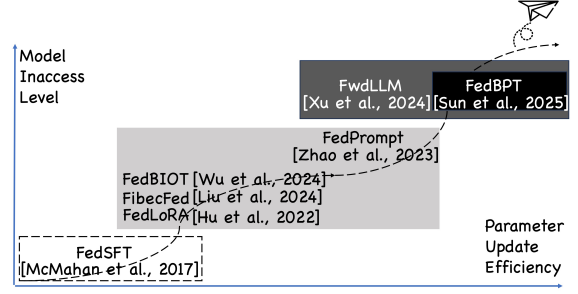 Model
Inaccess
Level
FwdLLM
[Xu et al., 2024]
FedBPT
[Sun et al., 2025]
FedPrompt
[Zhao et al., 2023]
FedBIOT [Wu et al., 2024]
FibecFed [Liu et al., 2024]
FedLoRA [Hu et al., 2022]
FedSFT
[McMahan et al., 2017]
Parameter
Update
Efficiency